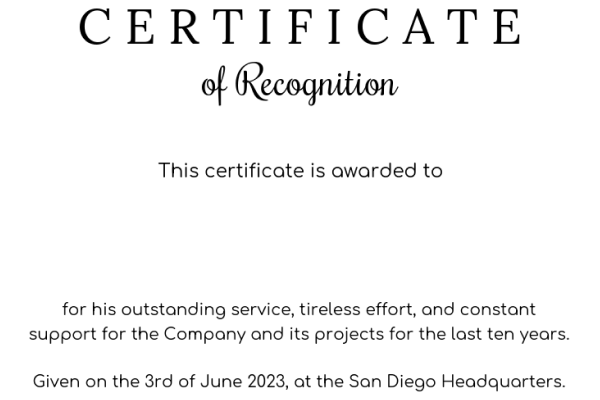 CERTIFICATE
of Recognition
This certificate is awarded to
for his outstanding service, tireless effort, and constant
support for the Company and its projects for the last ten years.
Given on the 3rd of June 2023, at the San Diego Headquarters.